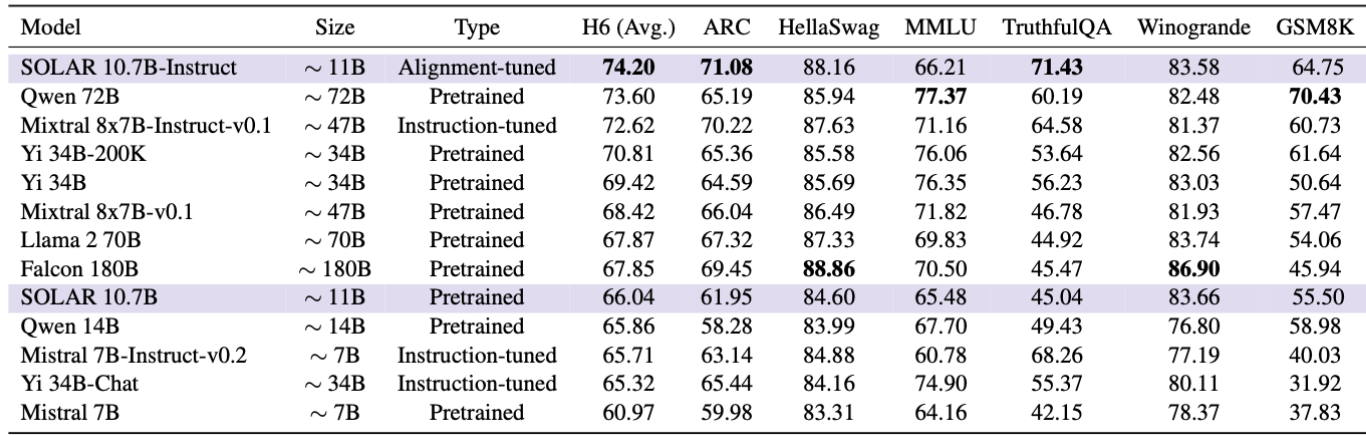 Model Size Type H6 (Avg.) ARC HellaSwag MMLU TruthfulQA Winogrande GSM8K
SOLAR 10.7B-Instruct ∼ 11B Alignment-tuned 74.20 71.08 88.16 66.21 71.43 83.58 64.75
Qwen 72B ∼ 72B Pretrained 73.60 65.19 85.94 77.37 60.19 82.48 70.43
Mixtral 8x7B-Instruct-v0.1 ∼ 47B Instruction-tuned 72.62 70.22 87.63 71.16 64.58 81.37 60.73
Yi 34B-200K ∼ 34B Pretrained 70.81 65.36 85.58 76.06 53.64 82.56 61.64
Yi 34B ∼ 34B Pretrained 69.42 64.59 85.69 76.35 56.23 83.03 50.64
Mixtral 8x7B-v0.1 ∼ 47B Pretrained 68.42 66.04 86.49 71.82 46.78 81.93 57.47
Llama 2 70B ∼ 70B Pretrained 67.87 67.32 87.33 69.83 44.92 83.74 54.06
Falcon 180B ∼ 180B Pretrained 67.85 69.45 88.86 70.50 45.47 86.90 45.94
SOLAR 10.7B ∼ 11B Pretrained 66.04 61.95 84.60 65.48 45.04 83.66 55.50
Qwen 14B ∼ 14B Pretrained 65.86 58.28 83.99 67.70 49.43 76.80 58.98
Mistral 7B-Instruct-v0.2 ∼ 7B Instruction-tuned 65.71 63.14 84.88 60.78 68.26 77.19 40.03
Yi 34B-Chat ∼ 34B Instruction-tuned 65.32 65.44 84.16 74.90 55.37 80.11 31.92
Mistral 7B ∼ 7B Pretrained 60.97 59.98 83.31 64.16 42.15 78.37 37.83